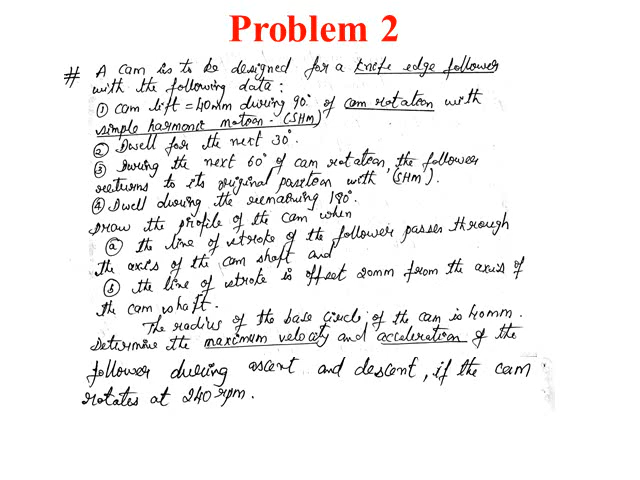 Problem 2
# A cam is to be designed for a knife edge follower
with the following data:
① cam lift = 40mm during 90° of cam rotation with
simple harmonic motion. (SHM)
② Dwell for the next 30°.
③ During the next 60° of cam rotation, the follower
returns to its original position with (SHM).
④ Dwell during the remaining 180°.
Draw the profile of the cam when
ⓐ the line of stroke of the follower passes through
the axis of the cam shaft and
ⓑ the line of stroke is offset 20mm from the axis of
the cam shaft.
The radius of the base circle of the cam is 40mm.
Determine the maximum velocity and acceleration of the
follower during ascent and descent, if the cam
rotates at 240 rpm.